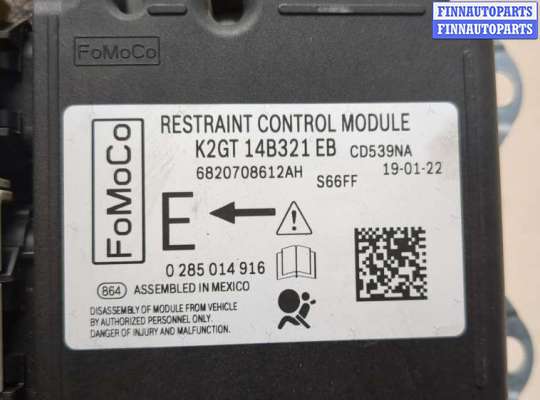 FINNAUTOPARTS
FINNAUTOPARTS
FoMoCo
FoMoCo
RESTRAINT CONTROL MODULE
K2GT 14B321 EB CD539NA
6820708612AH S66FF 19-01-22
E
0 285 014 916
864 ASSEMBLED IN MEXICO
DISASSEMBLY OF MODULE FROM VEHICLE
BY AUTHORIZED PERSONNEL ONLY.
DANGER OF INJURY AND MALFUNCTION.